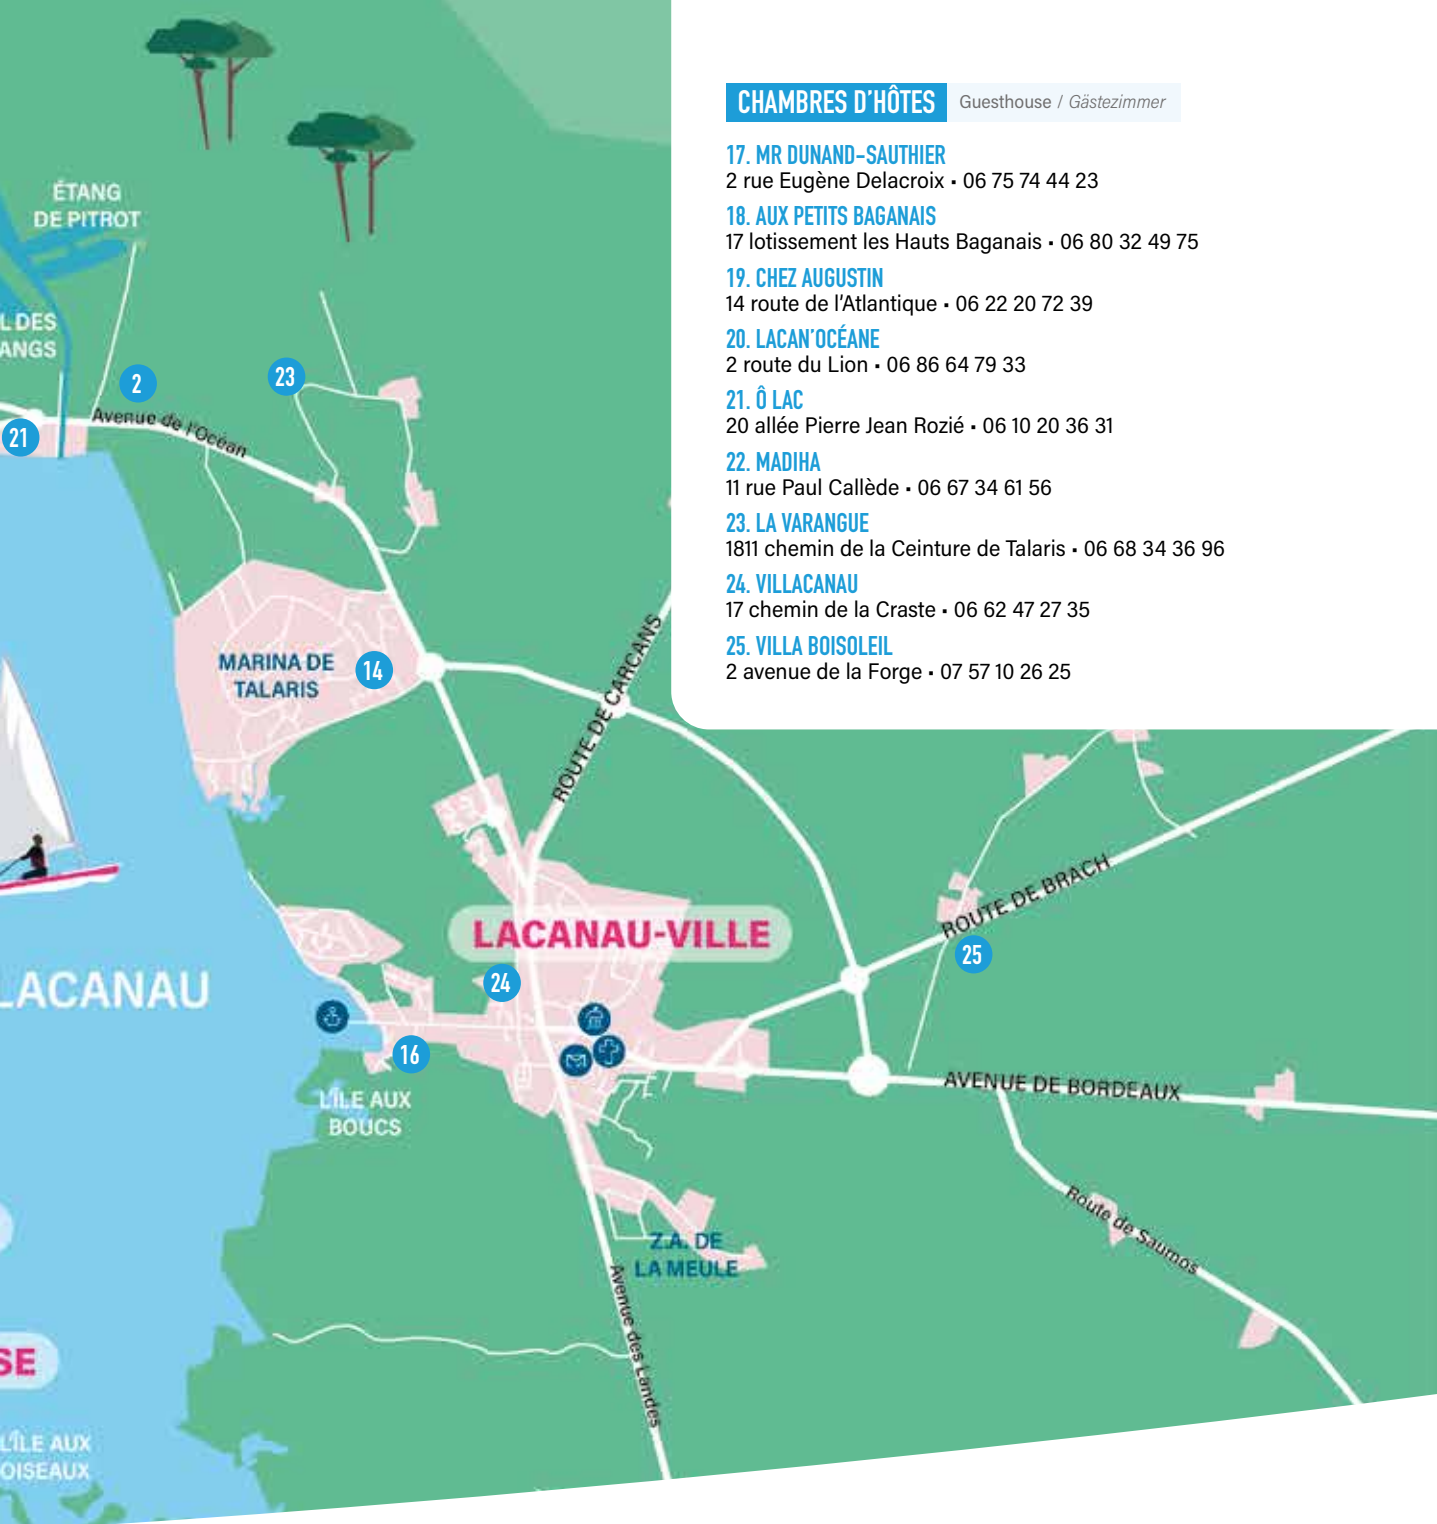 CHAMBRES D'HÔTES Guesthouse / Gästezimmer
17. MR DUNAND-SAUTHIER
2 rue Eugène Delacroix • 06 75 74 44 23
18. AUX PETITS BAGANAIS
17 lotissement les Hauts Baganais • 06 80 32 49 75
19. CHEZ AUGUSTIN
14 route de l'Atlantique • 06 22 20 72 39
20. LACAN'OCÉANE
2 route du Lion • 06 86 64 79 33
21. Ô LAC
20 allée Pierre Jean Rozié • 06 10 20 36 31
22. MADIHA
11 rue Paul Callède • 06 67 34 61 56
23. LA VARANGUE
1811 chemin de la Ceinture de Talaris • 06 68 34 36 96
24. VILLACANAU
17 chemin de la Craste • 06 62 47 27 35
25. VILLA BOISOLEIL
2 avenue de la Forge • 07 57 10 26 25
ÉTANG
DE PITROT
L DES
ANGS
2
23
21
Avenue de l'Océan
MARINA DE
TALARIS
14
ROUTE DE CARCANS
ROUTE DE BRACH
LACANAU-VILLE
25
24
LACANAU
16
L'ÎLE AUX
BOUCS
AVENUE DE BORDEAUX
Route de Saumos
Z.A. DE
LA MEULE
Avenue des Landes
SE
L'ÎLE AUX
OISEAUX